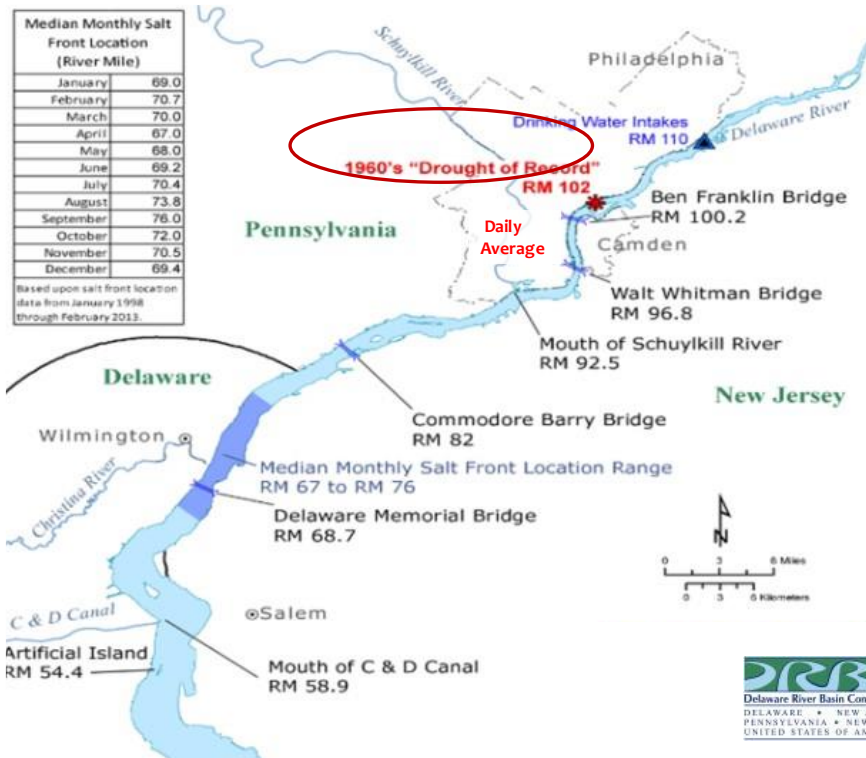 Median Monthly Salt
Front Location
(River Mile)
January 69.0
February 70.7
March 70.0
April 67.0
May 68.0
June 69.2
July 70.4
August 73.8
September 76.0
October 72.0
November 70.5
December 69.4
Based upon salt front location
data from January 1998
through February 2013.
Schuylkill River
Philadelphia
Drinking Water Intakes
RM 110
Delaware River
1960's "Drought of Record"
RM 102
Ben Franklin Bridge
RM 100.2
Pennsylvania
Daily
Average
Camden
Walt Whitman Bridge
RM 96.8
Mouth of Schuylkill River
RM 92.5
Delaware
New Jersey
Commodore Barry Bridge
RM 82
Wilmington
Median Monthly Salt Front Location Range
RM 67 to RM 76
Christina River
Delaware Memorial Bridge
RM 68.7
N
0 3 6 Miles
0 3 6 Kilometers
C & D Canal
Salem
Artificial Island
RM 54.4
Mouth of C & D Canal
RM 58.9
DRB
Delaware River Basin Com
DELAWARE • NEW
PENNSYLVANIA • NEW
UNITED STATES OF AM